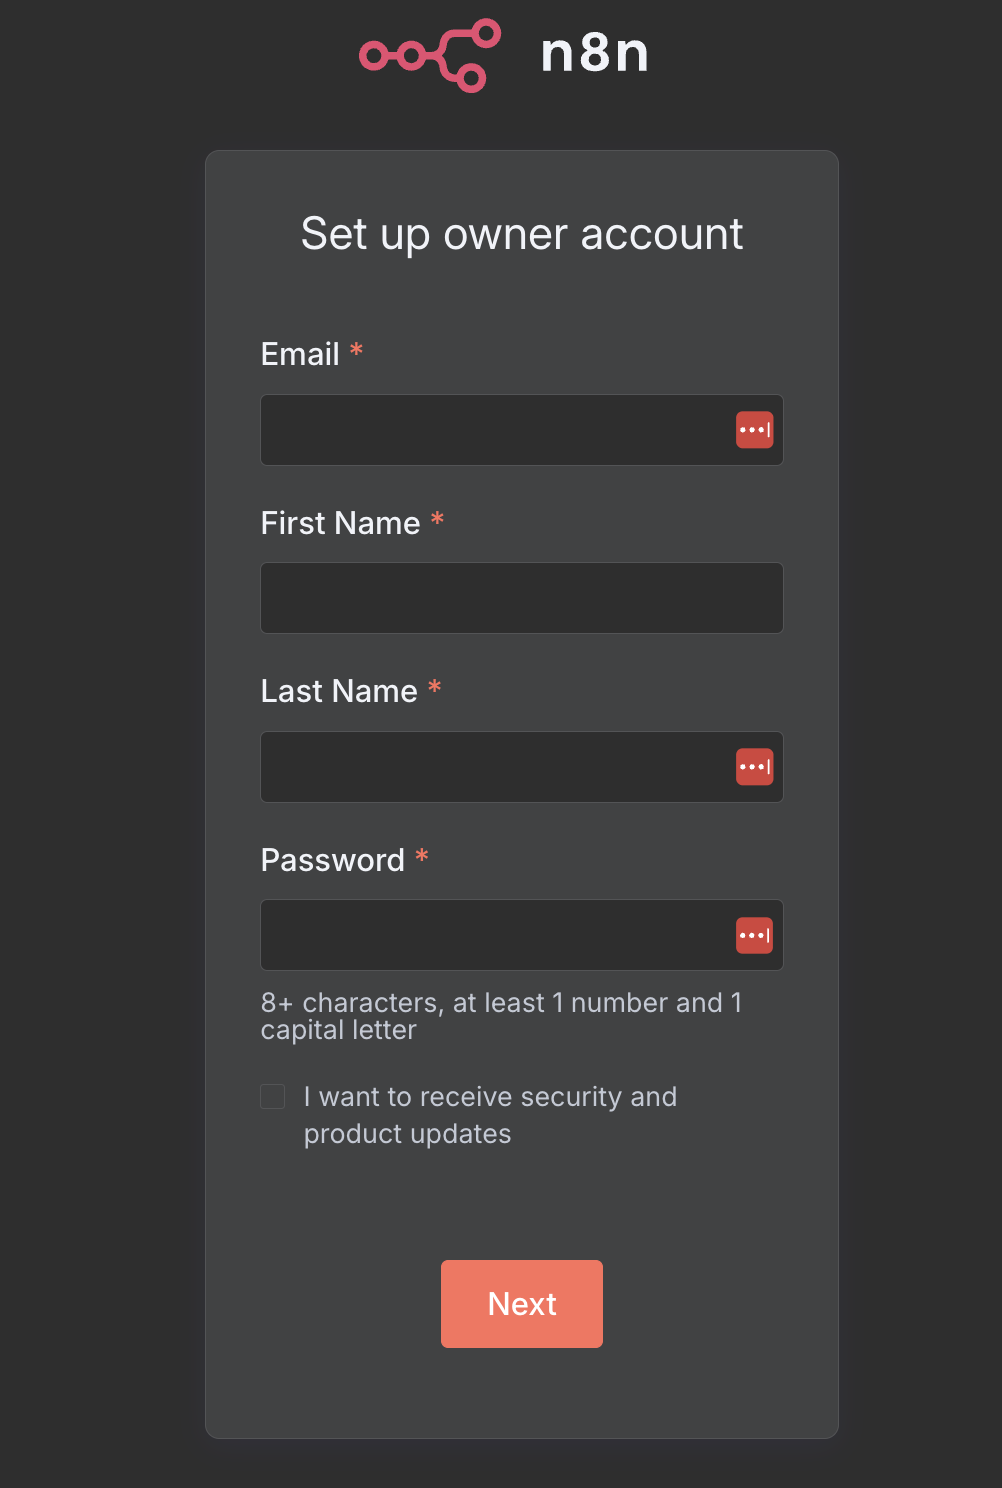 n8n
Set up owner account
Email *
First Name *
Last Name *
Password *
8+ characters, at least 1 number and 1
capital letter
I want to receive security and
product updates
Next